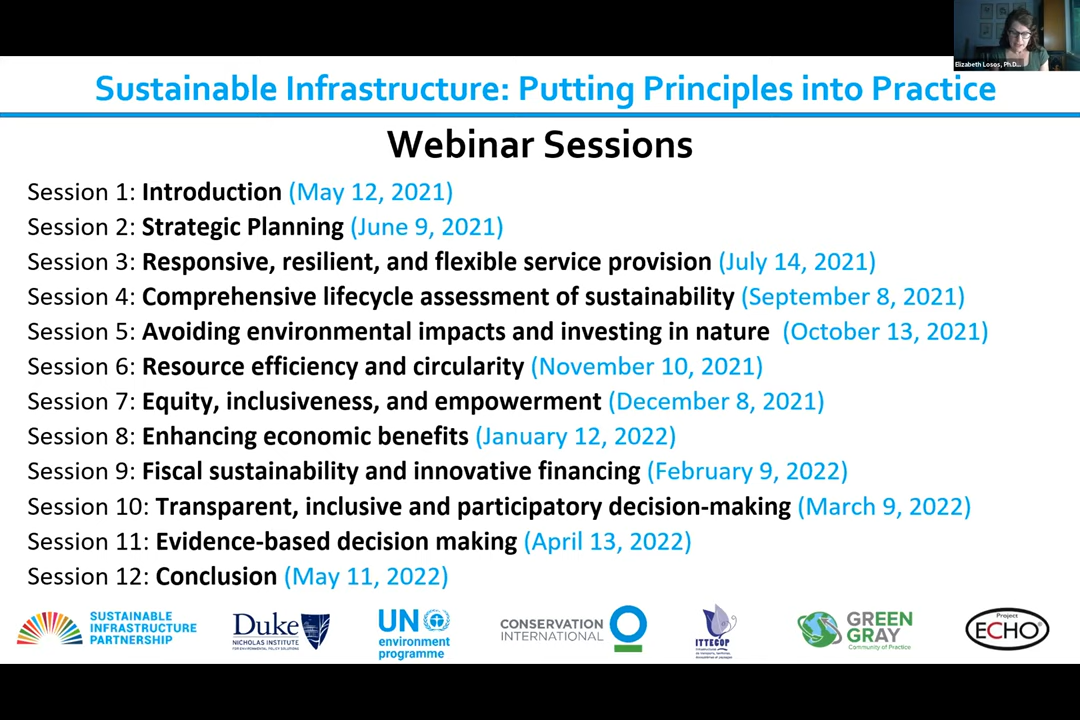 Elizabeth Losos, Ph.D...
Sustainable Infrastructure: Putting Principles into Practice
Webinar Sessions
Session 1: Introduction (May 12, 2021)
Session 2: Strategic Planning (June 9, 2021)
Session 3: Responsive, resilient, and flexible service provision (July 14, 2021)
Session 4: Comprehensive lifecycle assessment of sustainability (September 8, 2021)
Session 5: Avoiding environmental impacts and investing in nature (October 13, 2021)
Session 6: Resource efficiency and circularity (November 10, 2021)
Session 7: Equity, inclusiveness, and empowerment (December 8, 2021)
Session 8: Enhancing economic benefits (January 12, 2022)
Session 9: Fiscal sustainability and innovative financing (February 9, 2022)
Session 10: Transparent, inclusive and participatory decision-making (March 9, 2022)
Session 11: Evidence-based decision making (April 13, 2022)
Session 12: Conclusion (May 11, 2022)
SUSTAINABLE
INFRASTRUCTURE
PARTNERSHIP
Duke
NICHOLAS INSTITUTE
FOR ENVIRONMENTAL POLICY SOLUTIONS
UN
environment
programme
CONSERVATION
INTERNATIONAL
ITTECOP
GREEN
GRAY
Community of Practice
Project
ECHO®